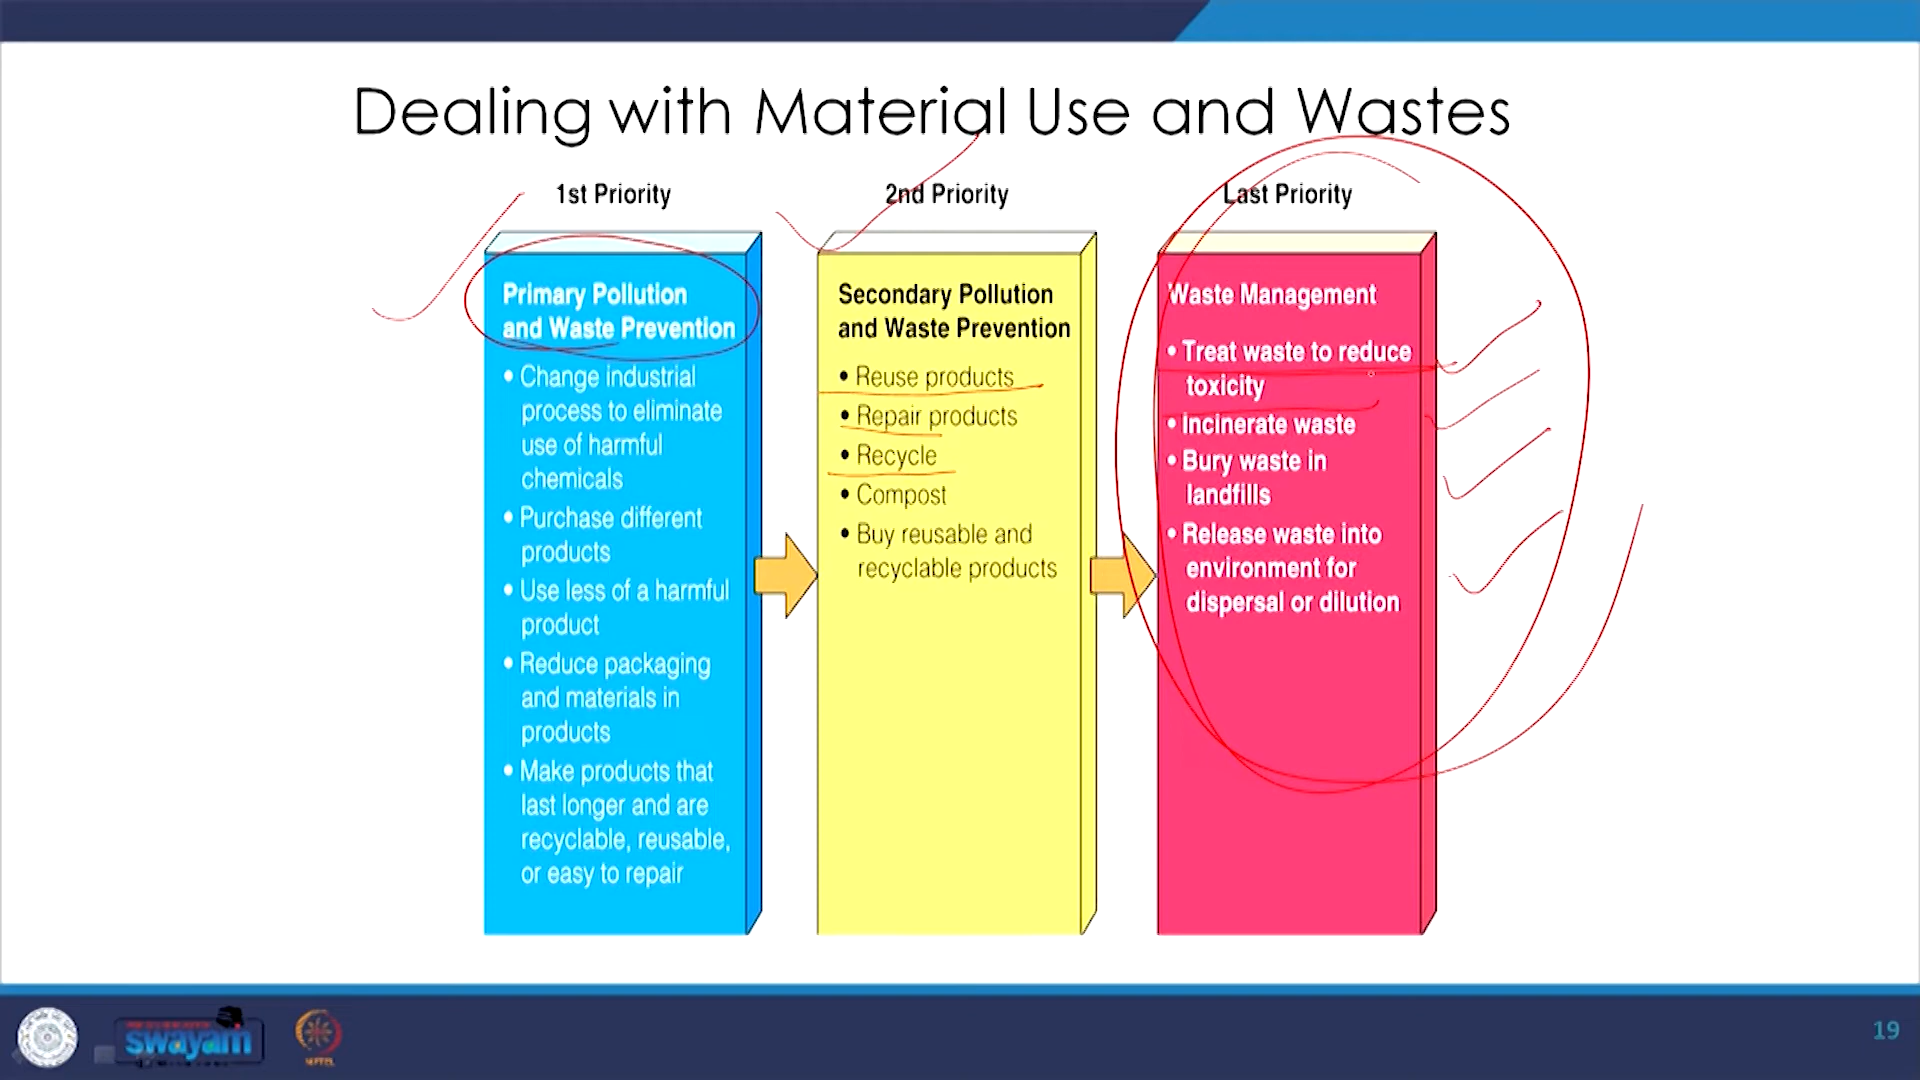 Dealing with Material Use and Wastes
1st Priority
Primary Pollution
and Waste Prevention
• Change industrial
process to eliminate
use of harmful
chemicals
• Purchase different
products
• Use less of a harmful
product
• Reduce packaging
and materials in
products
• Make products that
last longer and are
recyclable, reusable,
or easy to repair
2nd Priority
Secondary Pollution
and Waste Prevention
• Reuse products
• Repair products
• Recycle
• Compost
• Buy reusable and
recyclable products
Last Priority
Waste Management
• Treat waste to reduce
toxicity
• Incinerate waste
• Bury waste in
landfills
• Release waste into
environment for
dispersal or dilution
swayam
19